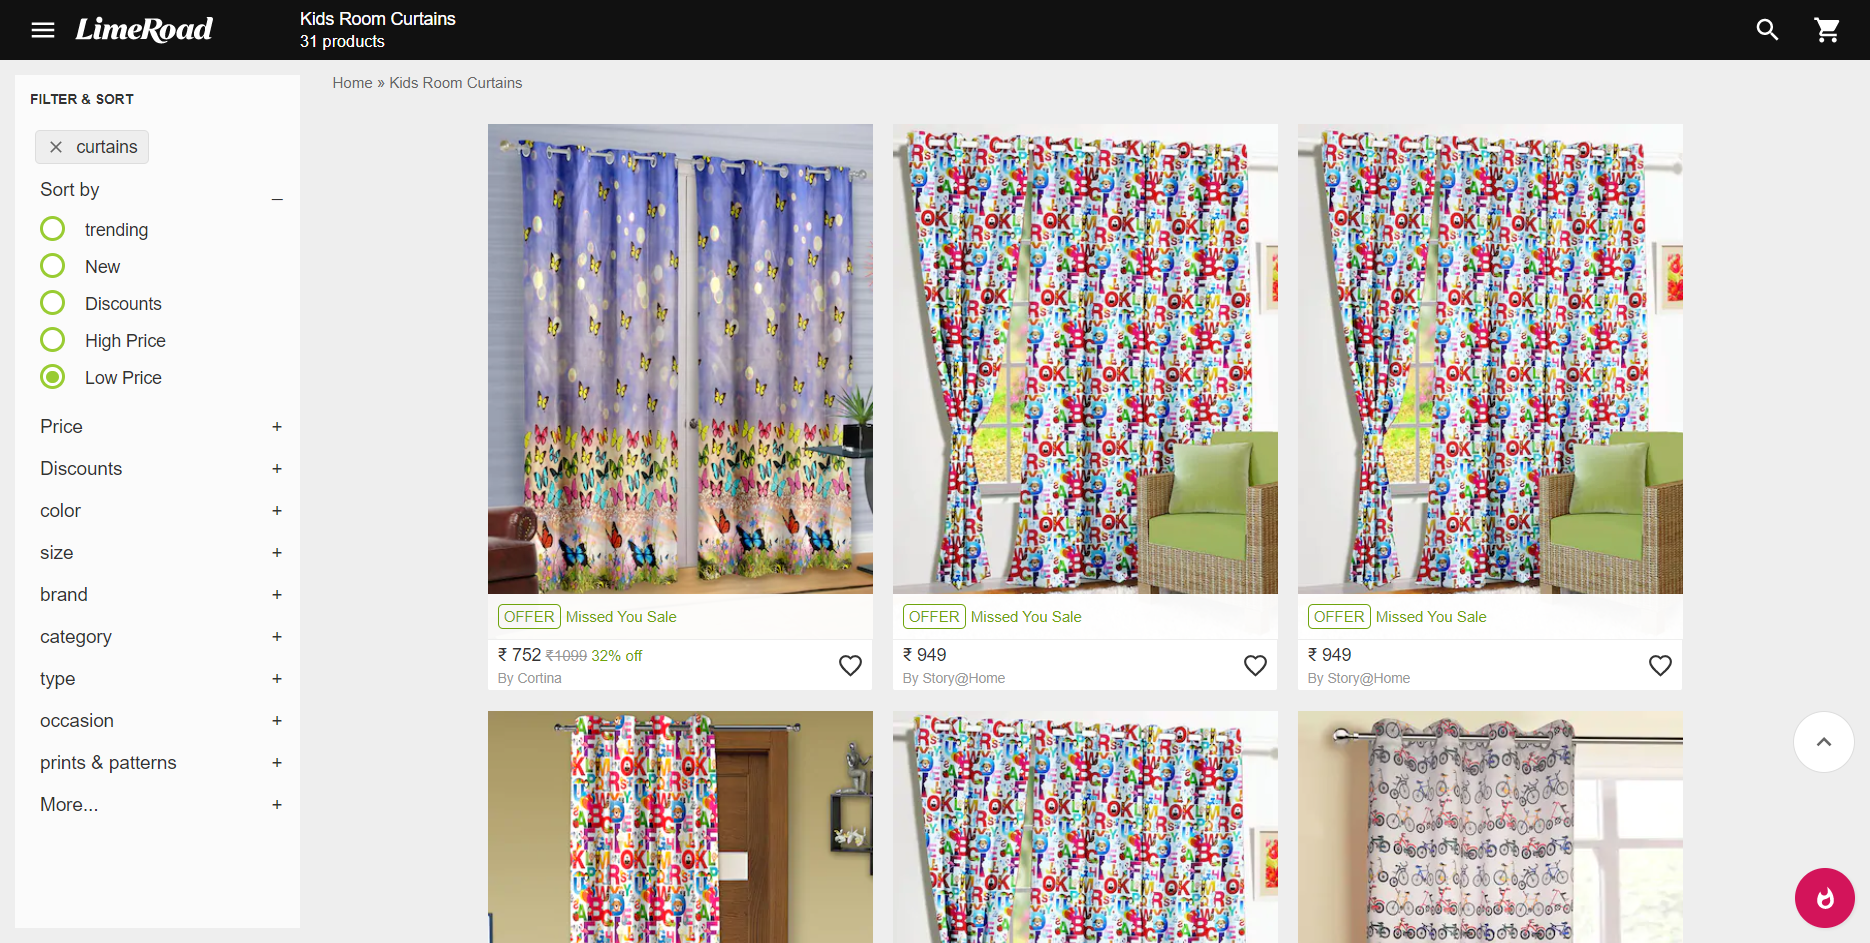 LimeRoad
Kids Room Curtains
31 products
Home » Kids Room Curtains
FILTER & SORT
× curtains
Sort by
trending
New
Discounts
High Price
Low Price
Price +
Discounts +
color +
size +
brand +
category +
type +
occasion +
prints & patterns +
More... +
OFFER Missed You Sale
₹ 752 ₹1099 32% off
By Cortina
OFFER Missed You Sale
₹ 949
By Story@Home
OFFER Missed You Sale
₹ 949
By Story@Home